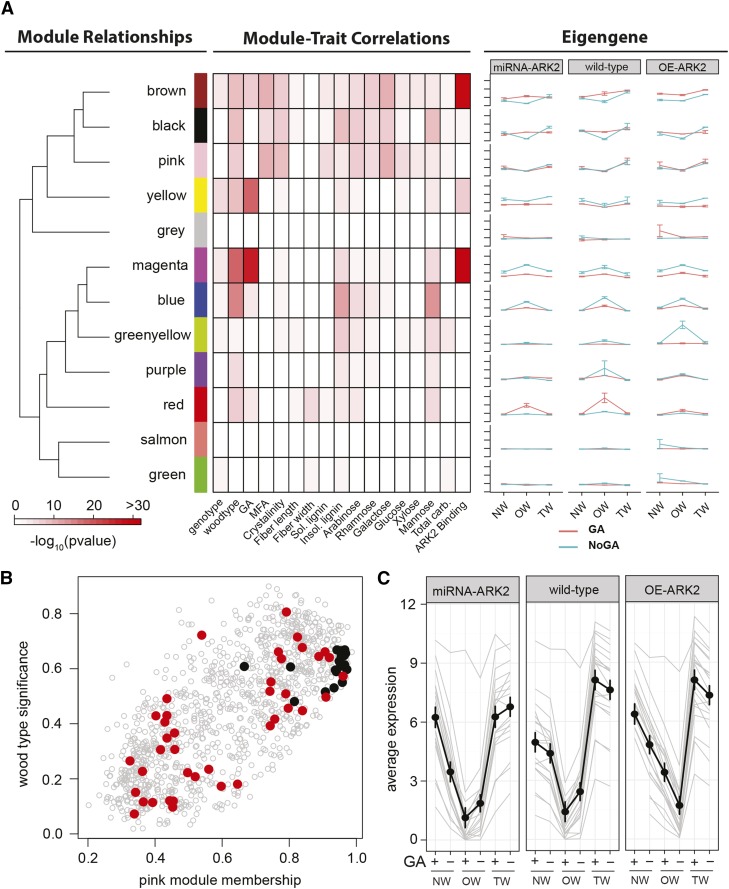 A
Module Relationships
Module-Trait Correlations
Eigengene
miRNA-ARK2 wild-type OE-ARK2
brown
black
pink
yellow
grey
magenta
blue
greenyellow
purple
red
salmon
green
0 10 20 >30
-log10(pvalue)
genotype
woodtype
GA
MFA
Crystalinity
Fiber length
Fiber width
Sol. lignin
Insol. lignin
Arabinose
Rhamnose
Galactose
Glucose
Xylose
Mannose
Total carb.
ARK2 Binding
NW OW TW NW OW TW NW OW TW
GA
NoGA
B
wood type significance
0.8
0.6
0.4
0.2
0.0
0.2 0.4 0.6 0.8 1.0
pink module membership
C
miRNA-ARK2 wild-type OE-ARK2
average expression
12
9
6
3
0
GA + − + − + − + − + − + − + − + − + −
NW OW TW NW OW TW NW OW TW